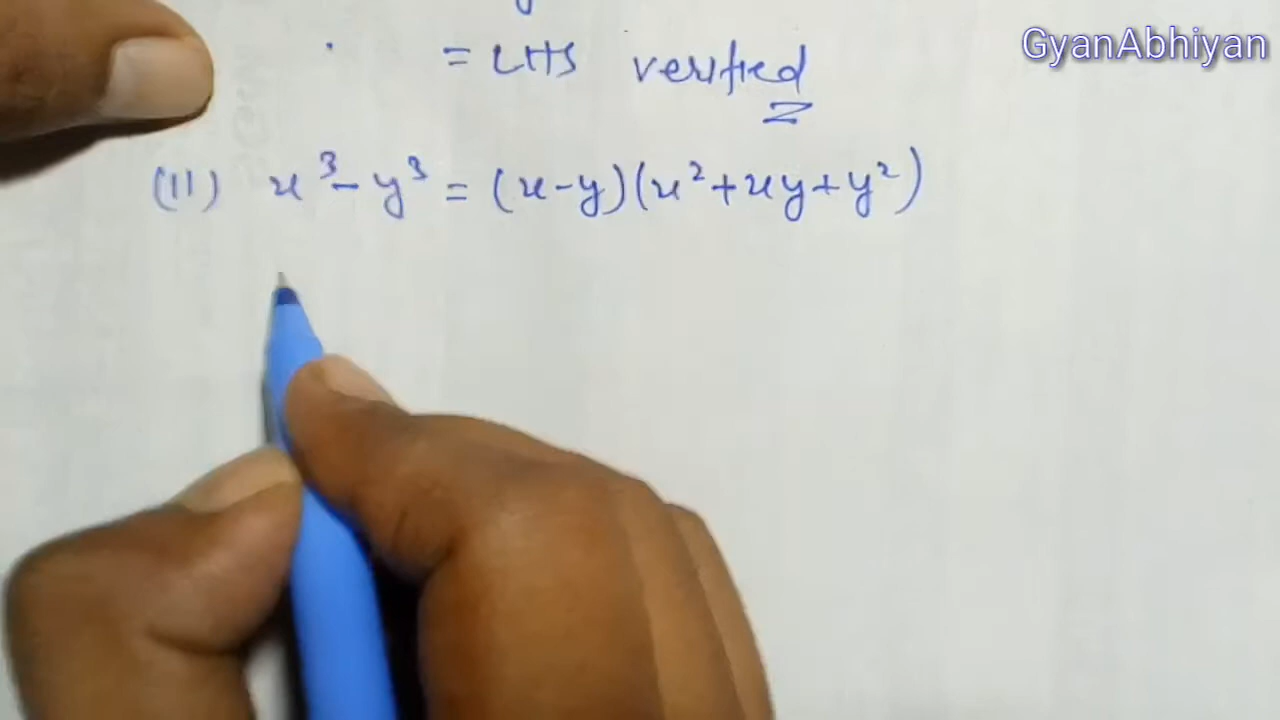 GyanAbhiyan
= LHS verified
(11) x³ - y³ = (x-y)(x²+xy+y²)